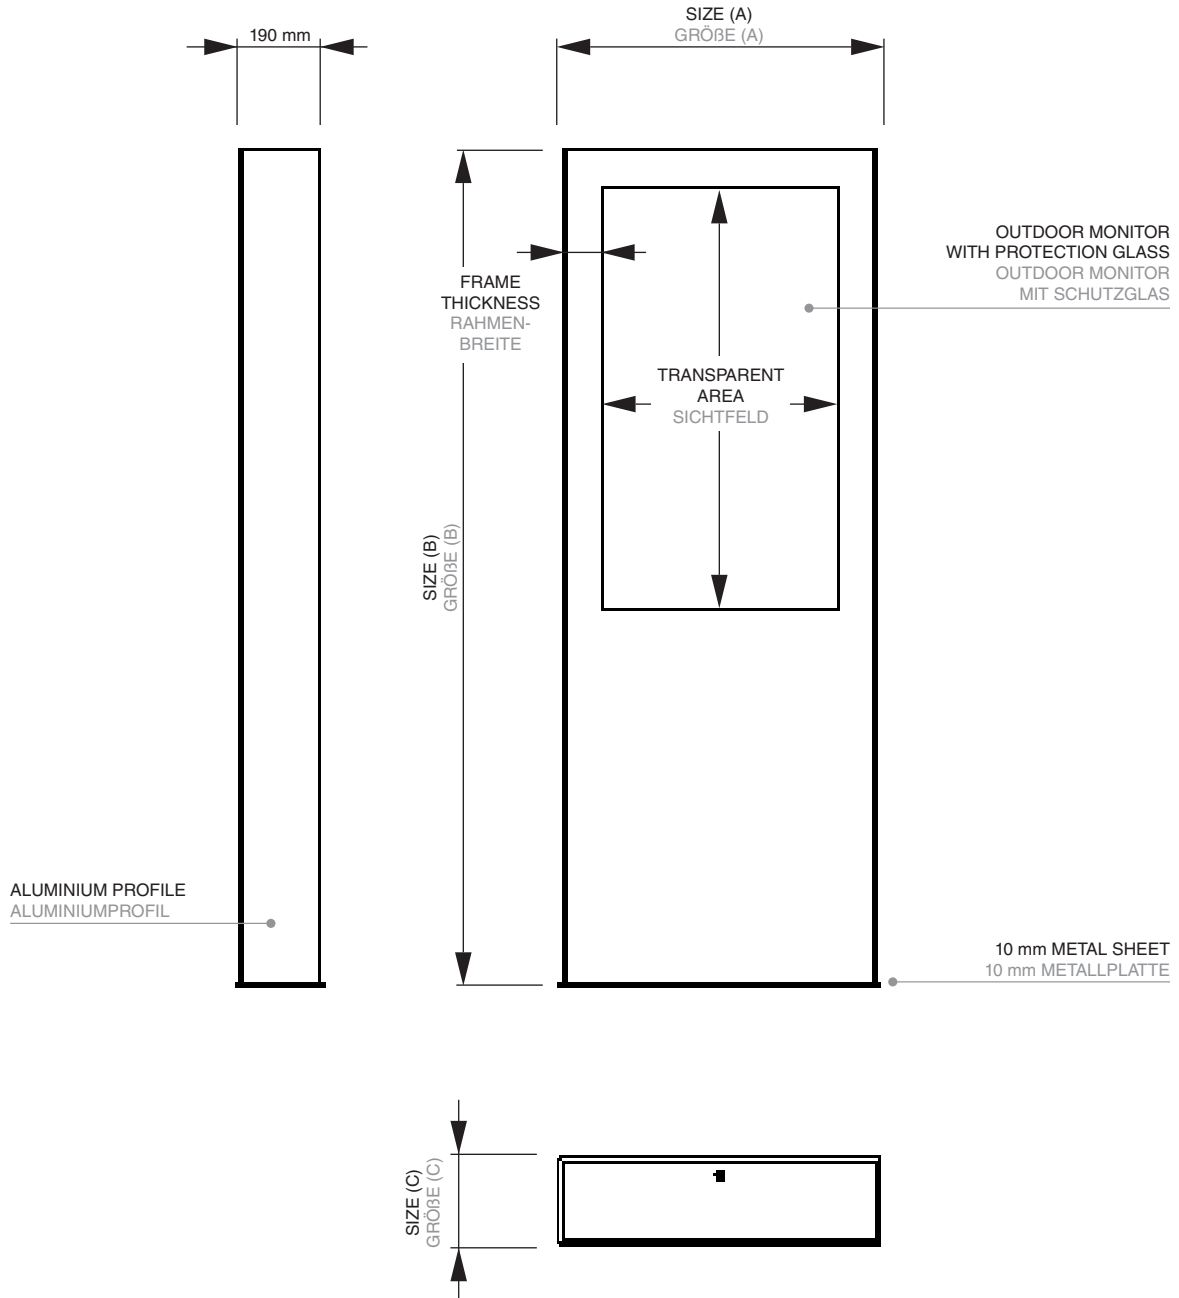 SIZE (A)
GRÖßE (A)
190 mm
OUTDOOR MONITOR
WITH PROTECTION GLASS
OUTDOOR MONITOR
MIT SCHUTZGLAS
FRAME
THICKNESS
RAHMEN-
BREITE
TRANSPARENT
AREA
SICHTFELD
SIZE (B)
GRÖßE (B)
ALUMINIUM PROFILE
ALUMINIUMPROFIL
10 mm METAL SHEET
10 mm METALLPLATTE
SIZE (C)
GRÖßE (C)